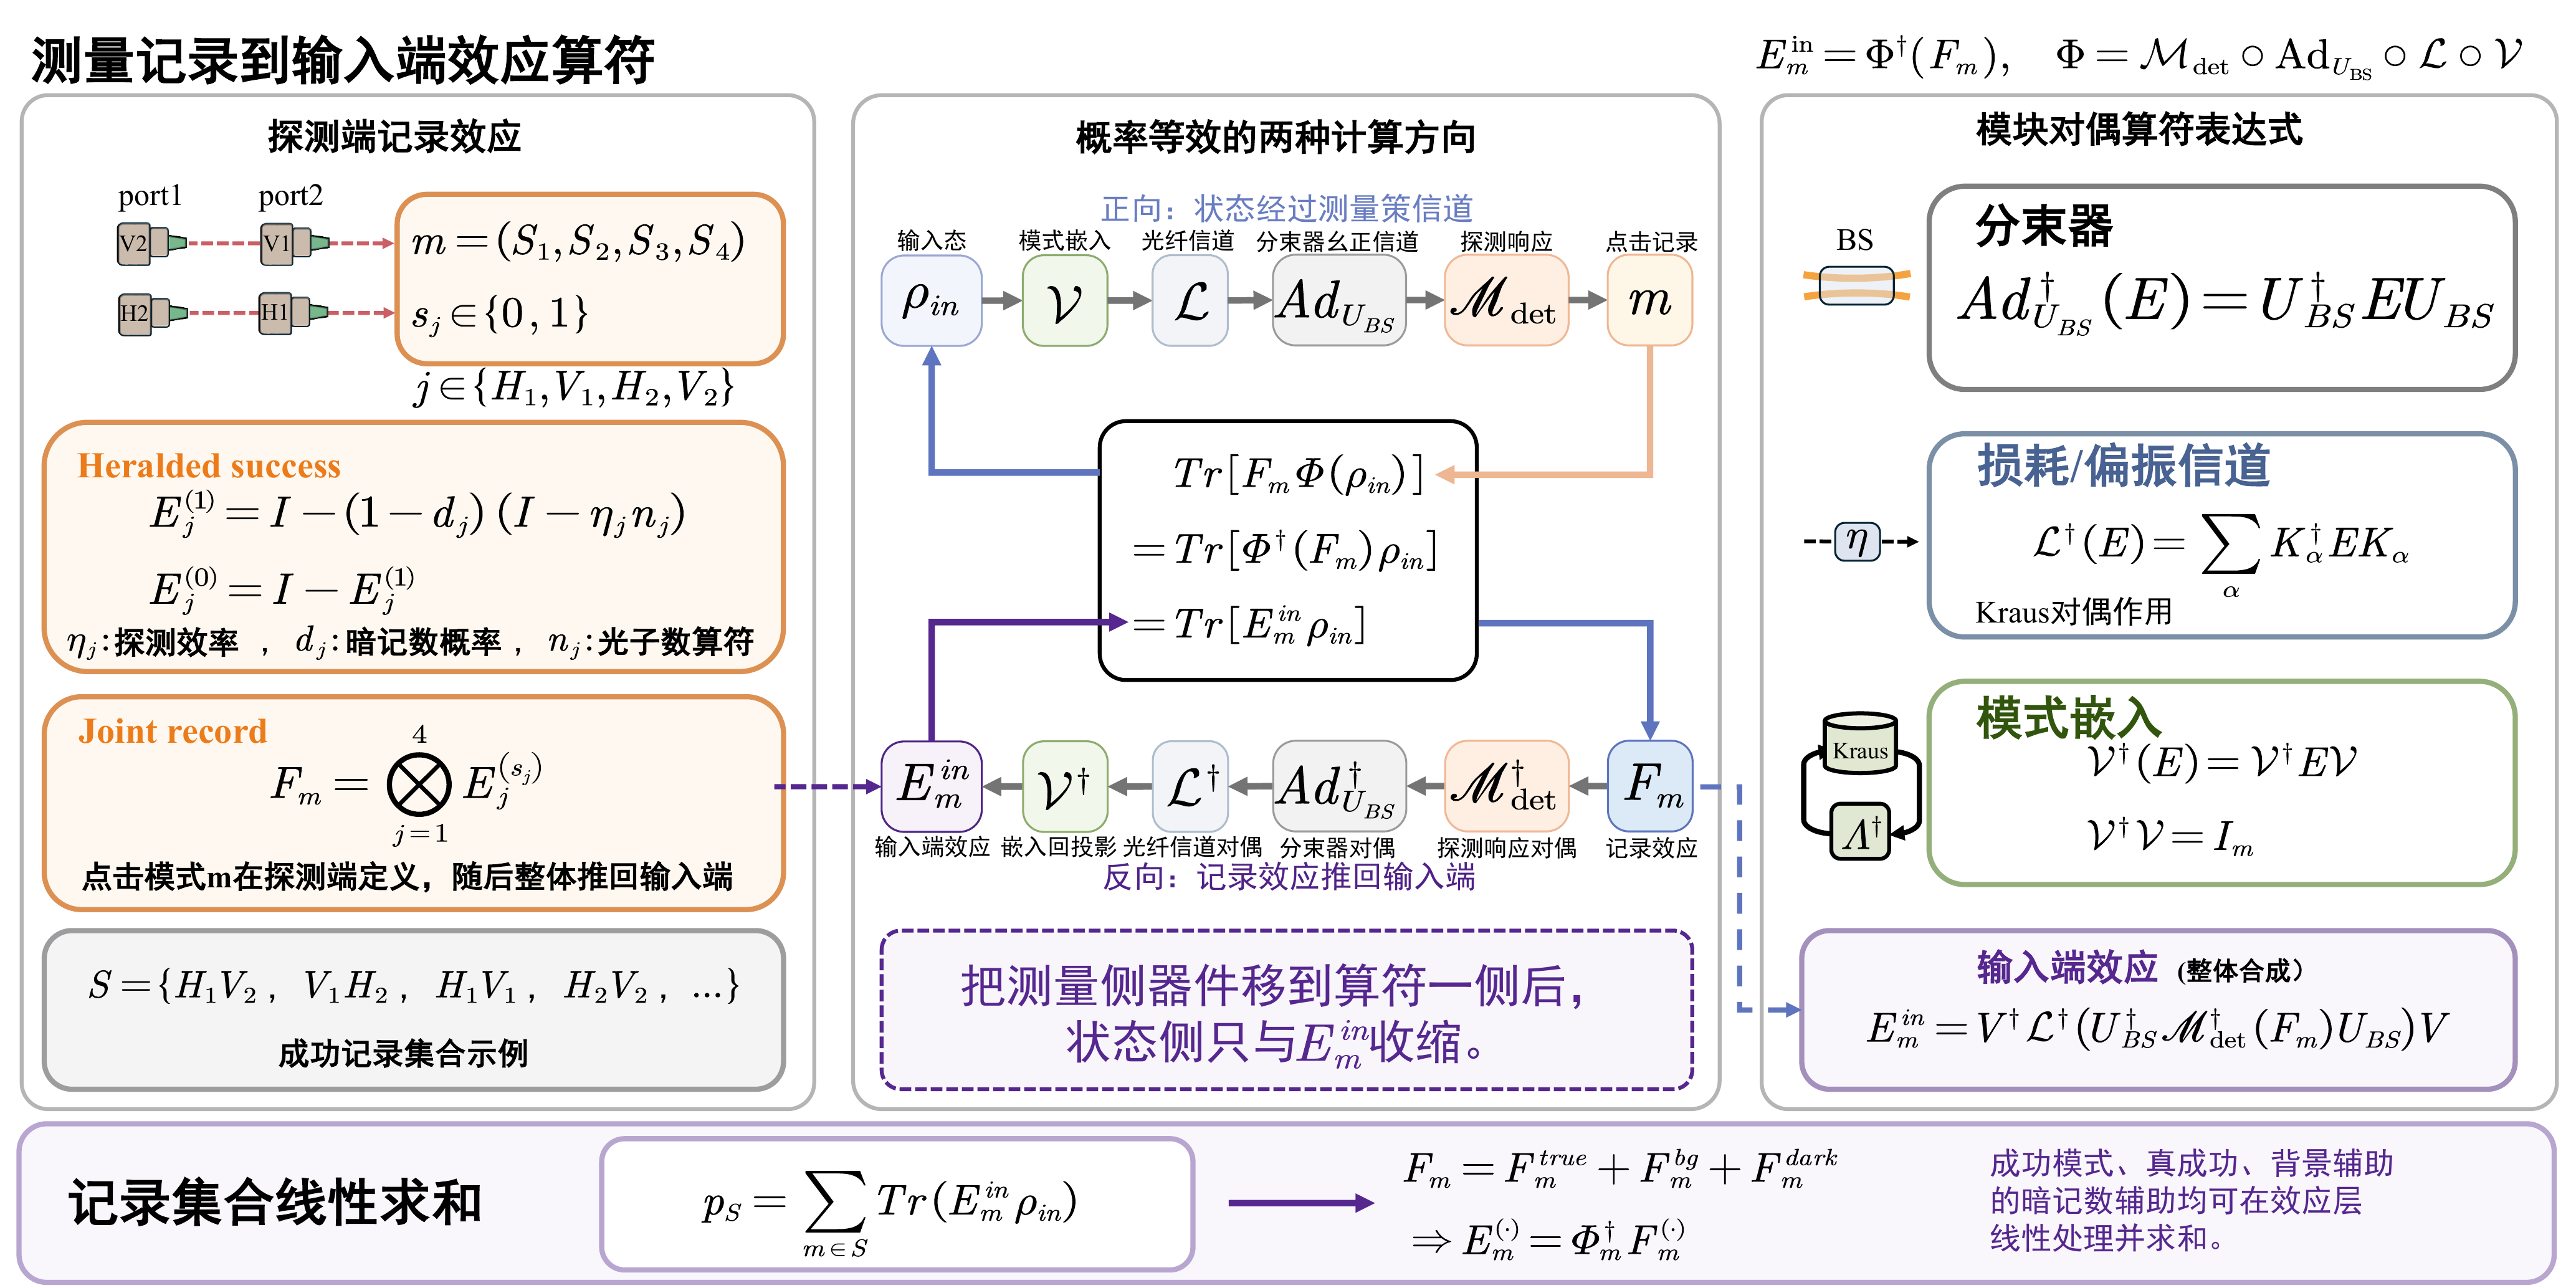 测量记录到输入端效应算符
E_m^in = Φ†(F_m), Φ = ℳ_det ∘ Ad_{U_BS} ∘ ℒ ∘ 𝒱
探测端记录效应
port1 port2
V2 V1
m = (S_1, S_2, S_3, S_4)
H2 H1
s_j ∈ {0, 1}
j ∈ {H_1, V_1, H_2, V_2}
Heralded success
E_j^(1) = I − (1 − d_j) (I − η_j n_j)
E_j^(0) = I − E_j^(1)
η_j: 探测效率 , d_j: 暗记数概率 , n_j: 光子数算符
Joint record
F_m = ⨂_{j=1}^{4} E_j^(s_j)
点击模式m在探测端定义，随后整体推回输入端
S = {H_1V_2 , V_1H_2 , H_1V_1 , H_2V_2 , ...}
成功记录集合示例
概率等效的两种计算方向
正向：状态经过测量策信道
输入态 模式嵌入 光纤信道 分束器幺正信道 探测响应 点击记录
ρ_in 𝒱 ℒ Ad_{U_BS} ℳ_det m
Tr[F_m Φ(ρ_in)]
= Tr[Φ†(F_m) ρ_in]
= Tr[E_m^in ρ_in]
E_m^in 𝒱† ℒ† Ad†_{U_BS} ℳ†_det F_m
输入端效应 嵌入回投影 光纤信道对偶 分束器对偶 探测响应对偶 记录效应
反向：记录效应推回输入端
把测量侧器件移到算符一侧后，
状态侧只与E_m^in收缩。
模块对偶算符表达式
BS
分束器
Ad†_{U_BS}(E) = U†_BS E U_BS
损耗/偏振信道
η
ℒ†(E) = ∑_α K_α† E K_α
Kraus对偶作用
Kraus
Λ†
模式嵌入
𝒱†(E) = 𝒱†E𝒱
𝒱†𝒱 = I_m
输入端效应 (整体合成）
E_m^in = V†ℒ†(U†_BS ℳ†_det(F_m)U_BS)V
记录集合线性求和
p_S = ∑_{m∈S} Tr(E_m^in ρ_in)
F_m = F_m^true + F_m^bg + F_m^dark
⇒ E_m^(·) = Φ_m† F_m^(·)
成功模式、真成功、背景辅助
的暗记数辅助均可在效应层
线性处理并求和。